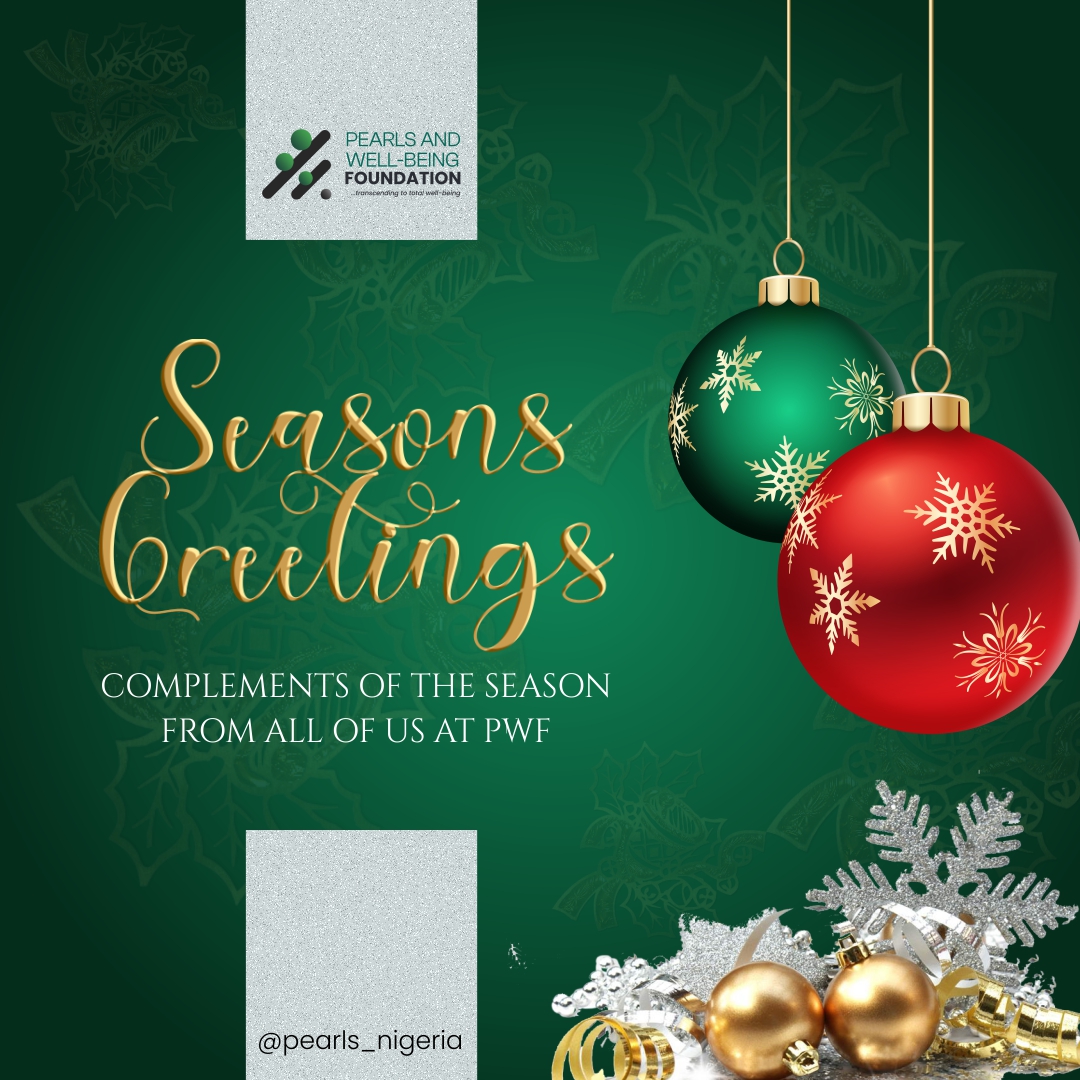 PEARLS AND
WELL-BEING
FOUNDATION
...transcending to total well-being
Seasons
Greetings
COMPLEMENTS OF THE SEASON
FROM ALL OF US AT PWF
@pearls_nigeria